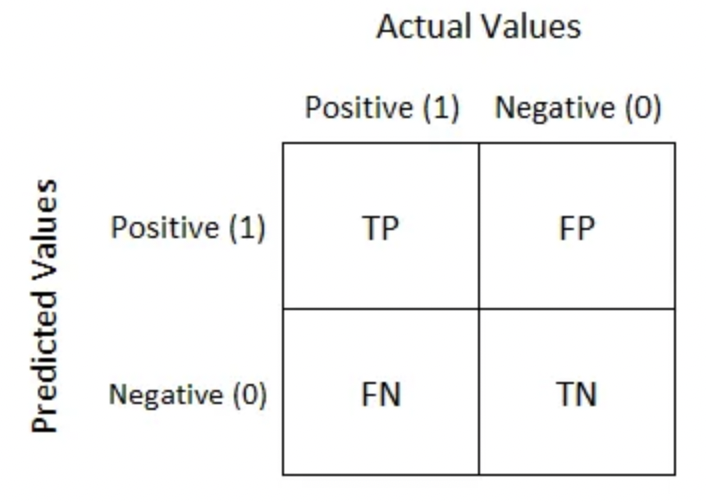 Actual Values
Positive (1) Negative (0)
Predicted Values
Positive (1) TP FP
Negative (0) FN TN